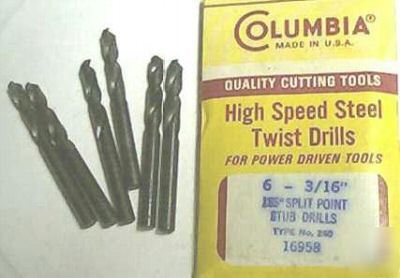 COLUMBIA®
MADE IN U.S.A.
QUALITY CUTTING TOOLS
High Speed Steel
Twist Drills
FOR POWER DRIVEN TOOLS
6 - 3/16"
SPLIT POINT
STUB DRILLS
TYPE No. 260
16958